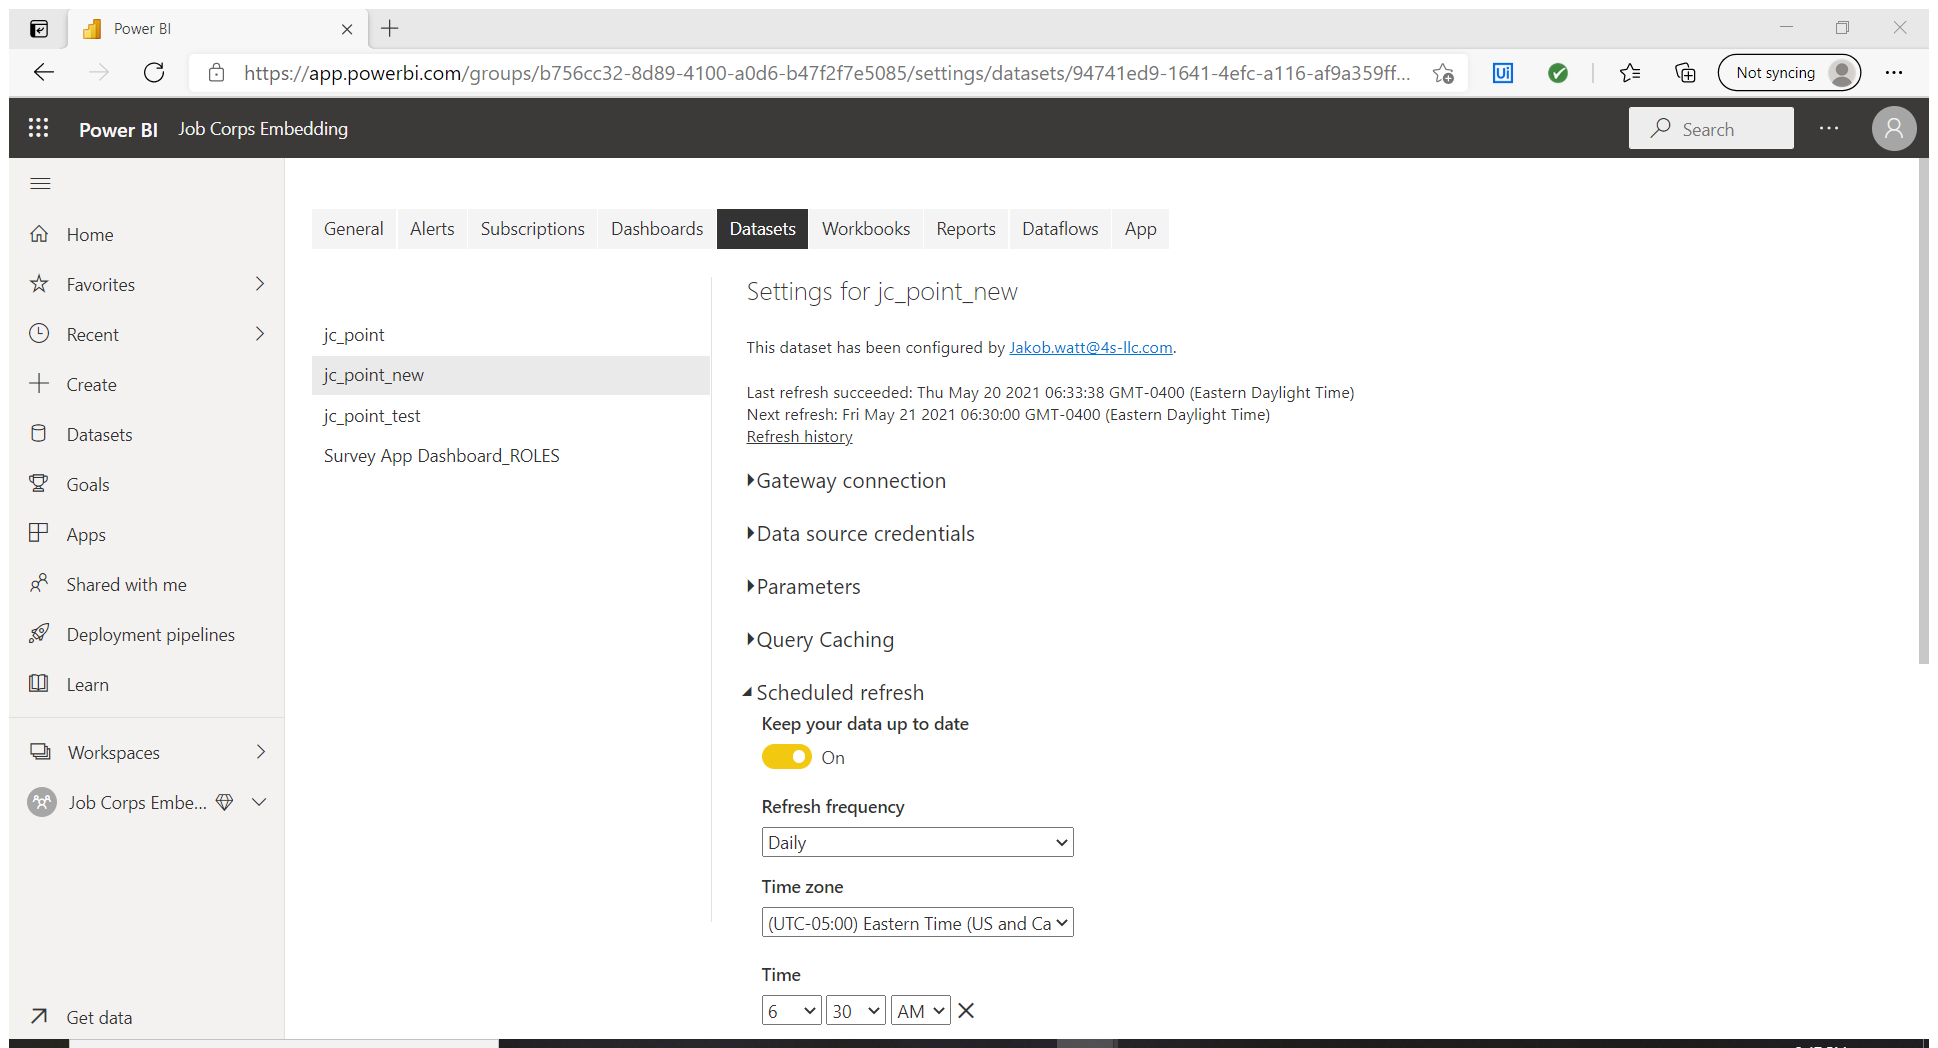 Power BI
https://app.powerbi.com/groups/b756cc32-8d89-4100-a0d6-b47f2f7e5085/settings/datasets/94741ed9-1641-4efc-a116-af9a359ff...
Not syncing
Power BI Job Corps Embedding
Search
Home
Favorites
Recent
Create
Datasets
Goals
Apps
Shared with me
Deployment pipelines
Learn
Workspaces
Job Corps Embe...
Get data
General Alerts Subscriptions Dashboards Datasets Workbooks Reports Dataflows App
jc_point
jc_point_new
jc_point_test
Survey App Dashboard_ROLES
Settings for jc_point_new
This dataset has been configured by Jakob.watt@4s-llc.com.
Last refresh succeeded: Thu May 20 2021 06:33:38 GMT-0400 (Eastern Daylight Time)
Next refresh: Fri May 21 2021 06:30:00 GMT-0400 (Eastern Daylight Time)
Refresh history
Gateway connection
Data source credentials
Parameters
Query Caching
Scheduled refresh
Keep your data up to date
On
Refresh frequency
Daily
Time zone
(UTC-05:00) Eastern Time (US and Ca
Time
6 30 AM